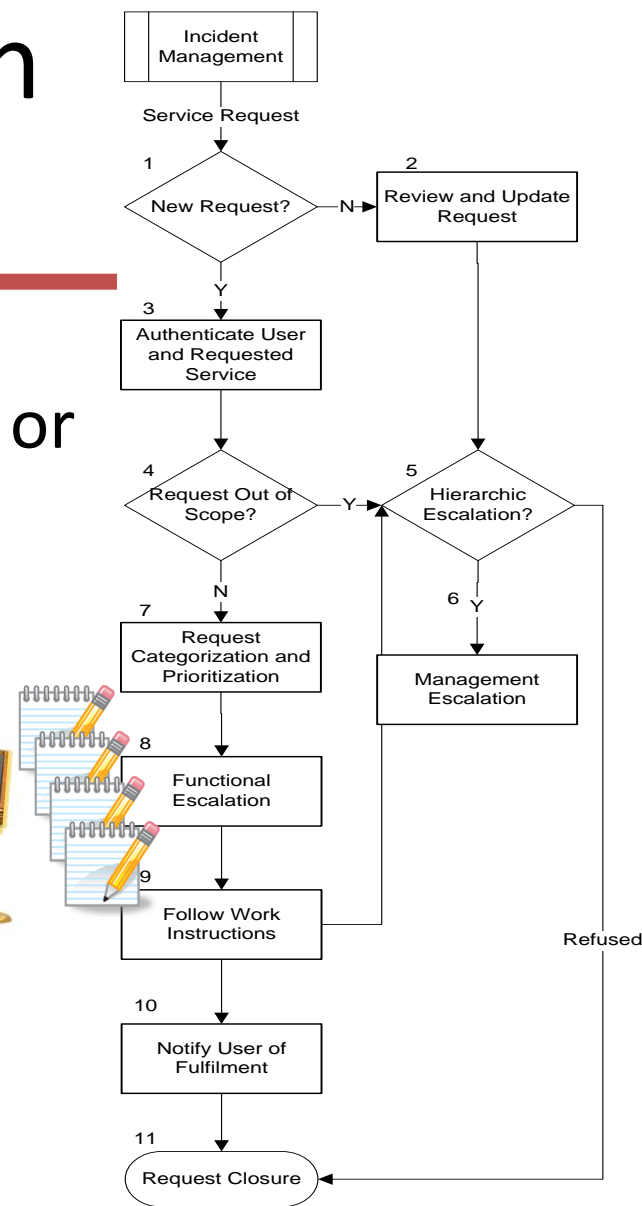 n
or
Incident
Management
Service Request
1
New Request?
N
2
Review and Update
Request
Y
3
Authenticate User
and Requested
Service
4
Request Out of
Scope?
Y
5
Hierarchic
Escalation?
N
6
Y
7
Request
Categorization and
Prioritization
Management
Escalation
8
Functional
Escalation
9
Follow Work
Instructions
Refused
10
Notify User of
Fulfilment
11
Request Closure